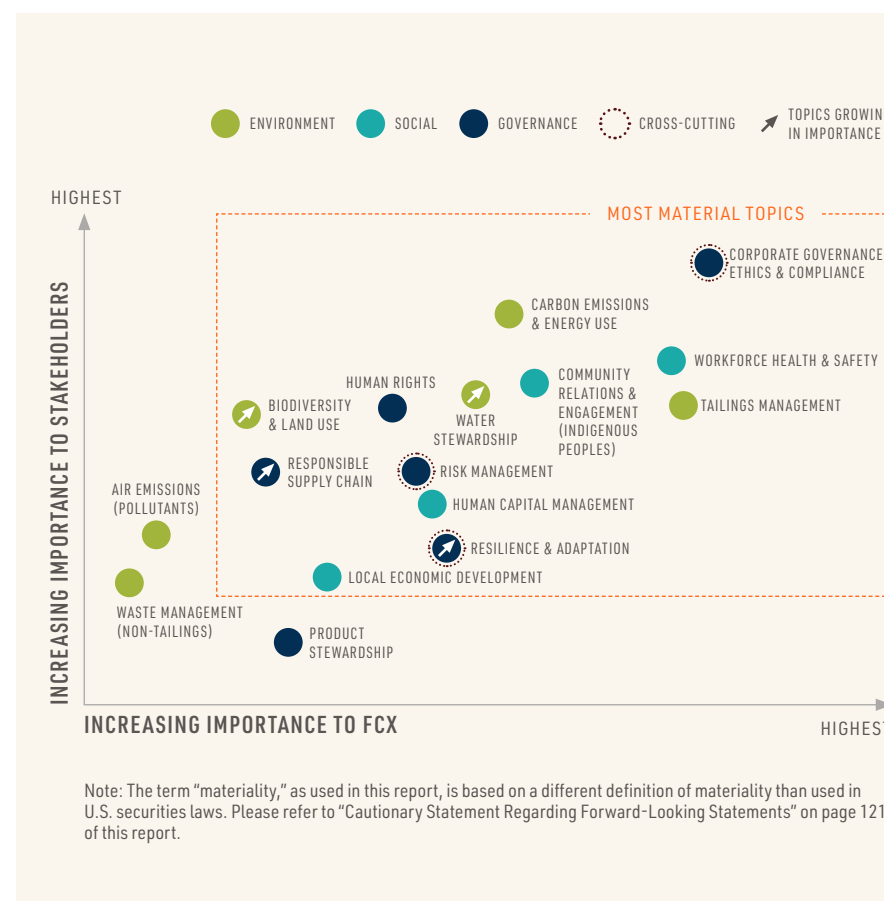 ENVIRONMENT
SOCIAL
GOVERNANCE
CROSS-CUTTING
TOPICS GROWIN
IN IMPORTANCE
HIGHEST
MOST MATERIAL TOPICS
CORPORATE GOVERNANCE
ETHICS & COMPLIANCE
CARBON EMISSIONS
& ENERGY USE
WORKFORCE HEALTH & SAFETY
COMMUNITY
RELATIONS &
ENGAGEMENT
(INDIGENOUS
PEOPLES)
HUMAN RIGHTS
BIODIVERSITY
& LAND USE
WATER
STEWARDSHIP
TAILINGS MANAGEMENT
RESPONSIBLE
SUPPLY CHAIN
RISK MANAGEMENT
AIR EMISSIONS
(POLLUTANTS)
HUMAN CAPITAL MANAGEMENT
RESILIENCE & ADAPTATION
LOCAL ECONOMIC DEVELOPMENT
WASTE MANAGEMENT
(NON-TAILINGS)
PRODUCT
STEWARDSHIP
INCREASING IMPORTANCE TO STAKEHOLDERS
INCREASING IMPORTANCE TO FCX
HIGHEST
Note: The term “materiality,” as used in this report, is based on a different definition of materiality than used in
U.S. securities laws. Please refer to “Cautionary Statement Regarding Forward-Looking Statements” on page 121
of this report.